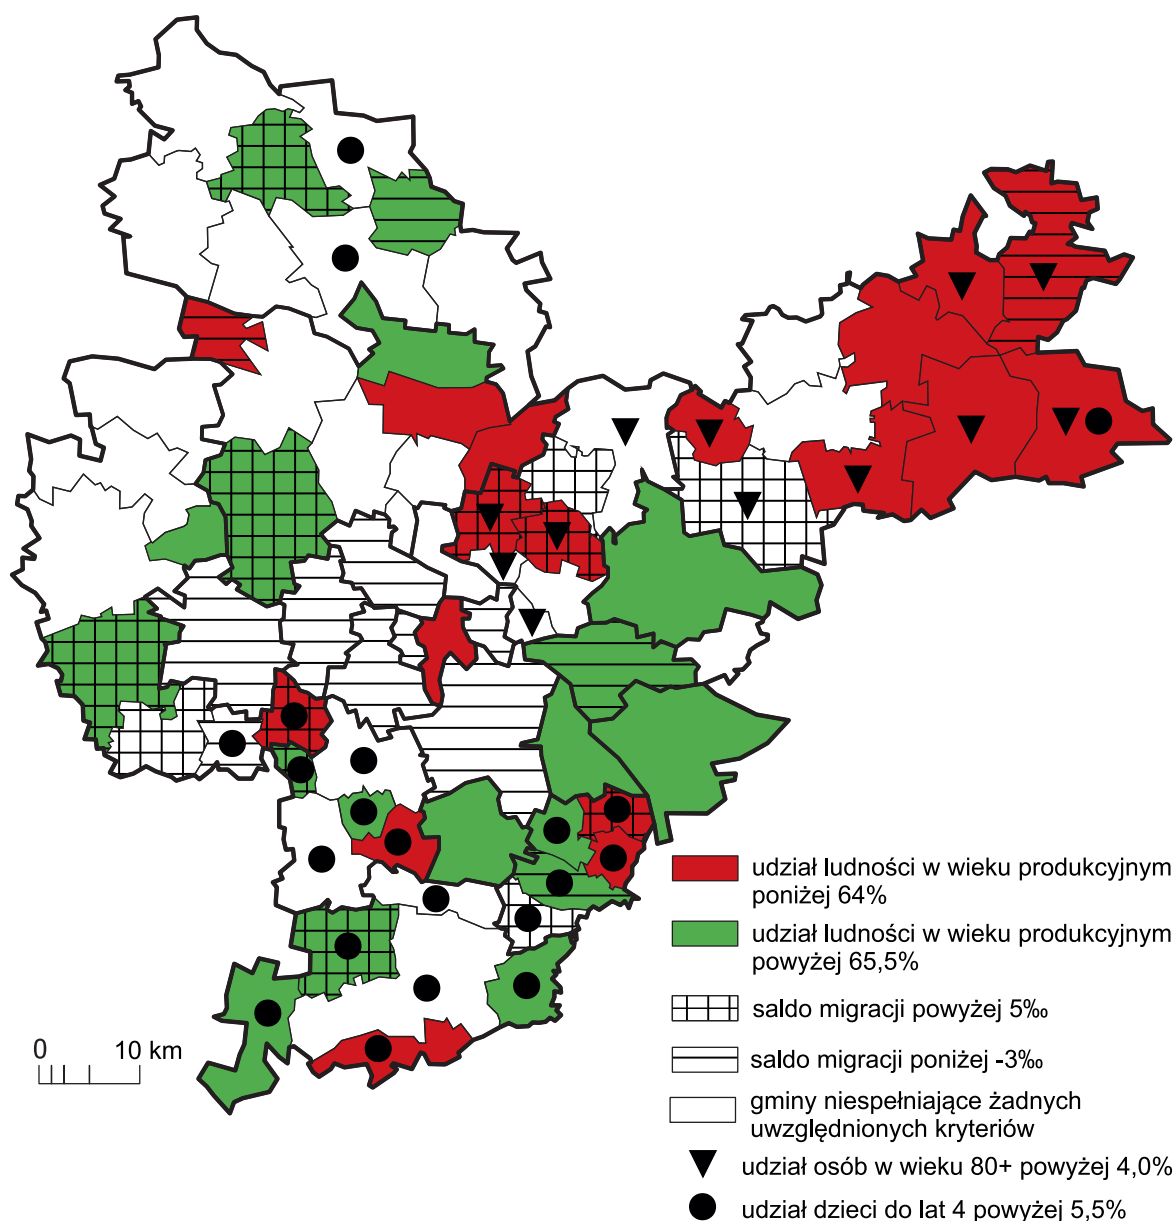 udział ludności w wieku produkcyjnym
poniżej 64%
udział ludności w wieku produkcyjnym
powyżej 65,5%
saldo migracji powyżej 5‰
0 10 km
saldo migracji poniżej -3‰
gminy niespełniające żadnych
uwzględnionych kryteriów
udział osób w wieku 80+ powyżej 4,0%
udział dzieci do lat 4 powyżej 5,5%